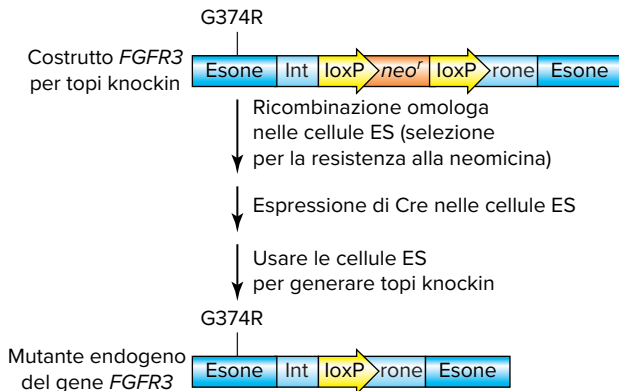 G374R
Costrutto FGFR3
per topi knockin
Esone Int loxP neoʳ loxP rone Esone
Ricombinazione omologa
nelle cellule ES (selezione
per la resistenza alla neomicina)
Espressione di Cre nelle cellule ES
Usare le cellule ES
per generare topi knockin
G374R
Mutante endogeno
del gene FGFR3
Esone Int loxP rone Esone